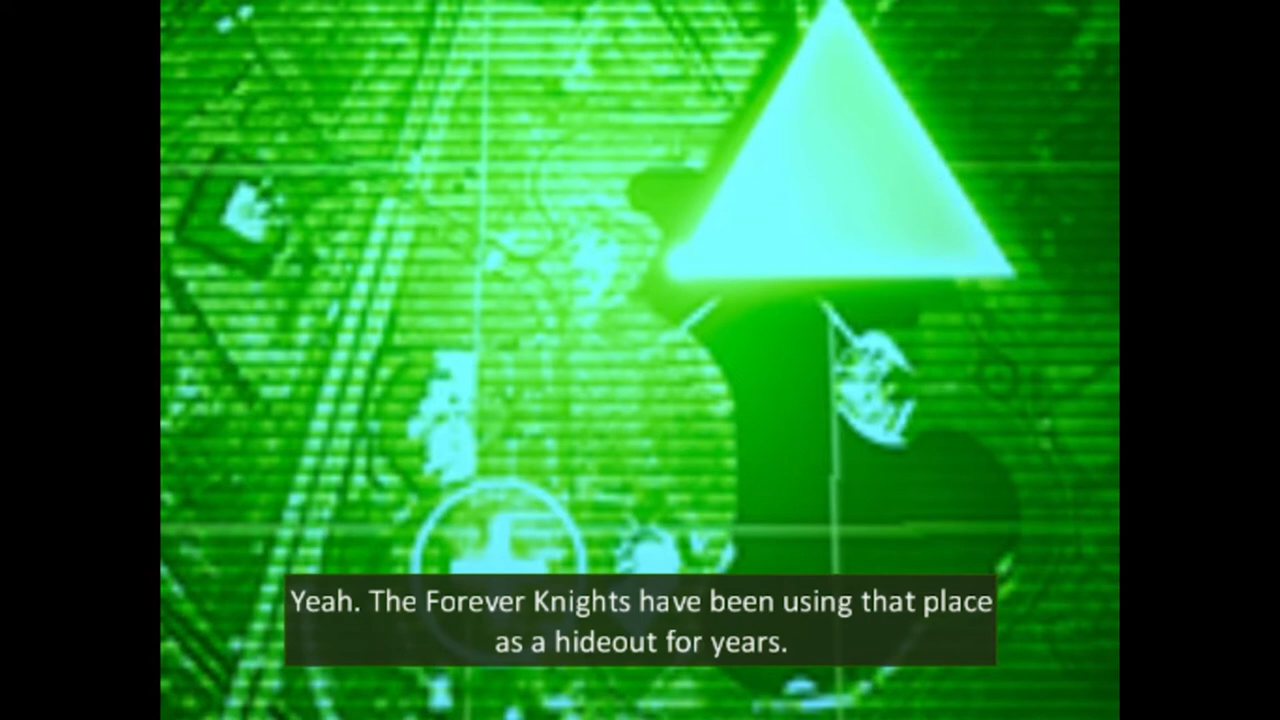 Yeah. The Forever Knights have been using that place
as a hideout for years.